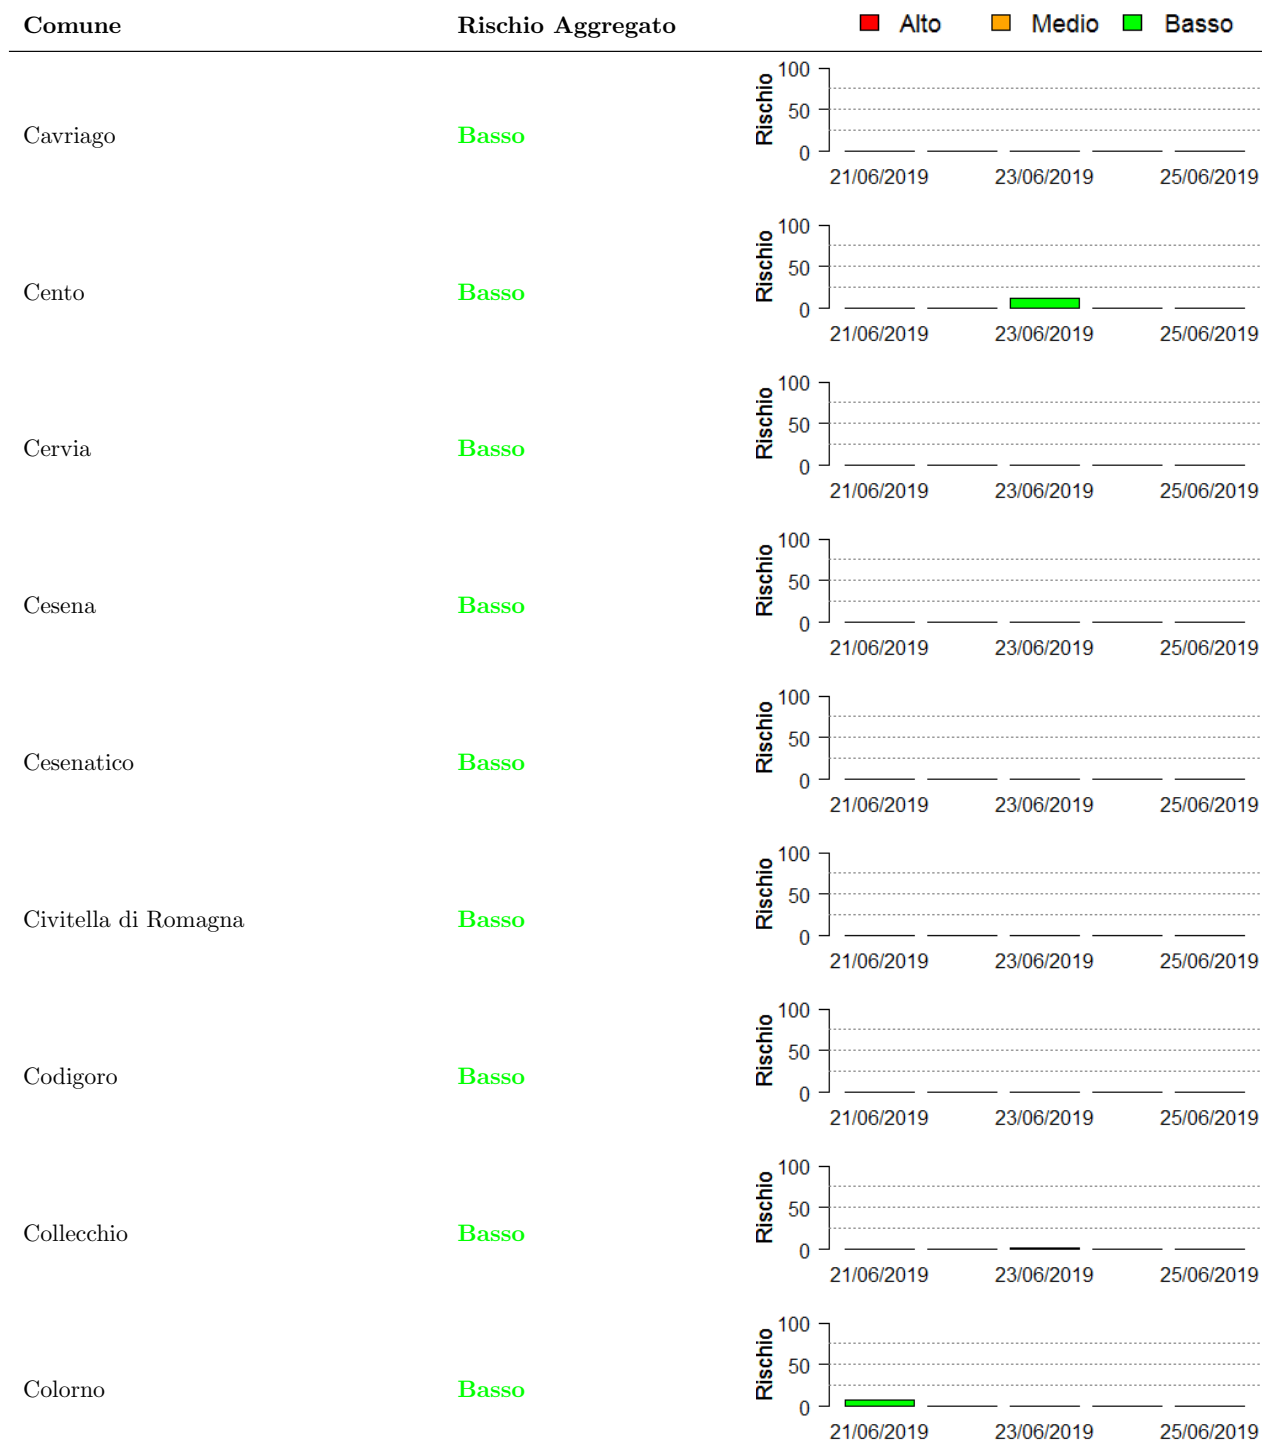 Comune Rischio Aggregato Alto Medio Basso
Cavriago Basso Rischio 100 50 0
21/06/2019 23/06/2019 25/06/2019
Cento Basso Rischio 100 50 0
21/06/2019 23/06/2019 25/06/2019
Cervia Basso Rischio 100 50 0
21/06/2019 23/06/2019 25/06/2019
Cesena Basso Rischio 100 50 0
21/06/2019 23/06/2019 25/06/2019
Cesenatico Basso Rischio 100 50 0
21/06/2019 23/06/2019 25/06/2019
Civitella di Romagna Basso Rischio 100 50 0
21/06/2019 23/06/2019 25/06/2019
Codigoro Basso Rischio 100 50 0
21/06/2019 23/06/2019 25/06/2019
Collecchio Basso Rischio 100 50 0
21/06/2019 23/06/2019 25/06/2019
Colorno Basso Rischio 100 50 0
21/06/2019 23/06/2019 25/06/2019